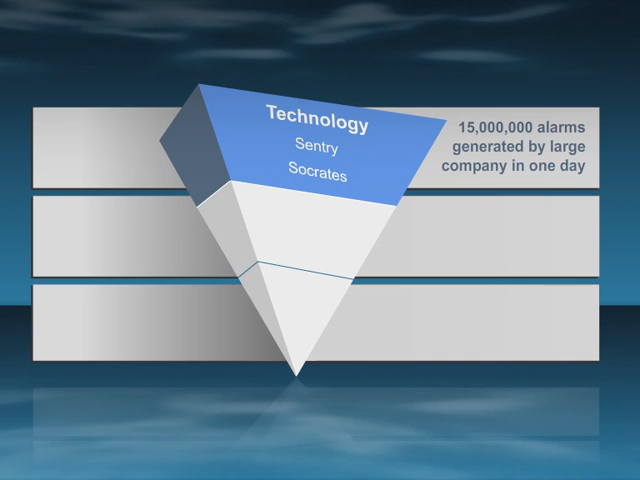 Technology
Sentry
Socrates
15,000,000 alarms
generated by large
company in one day